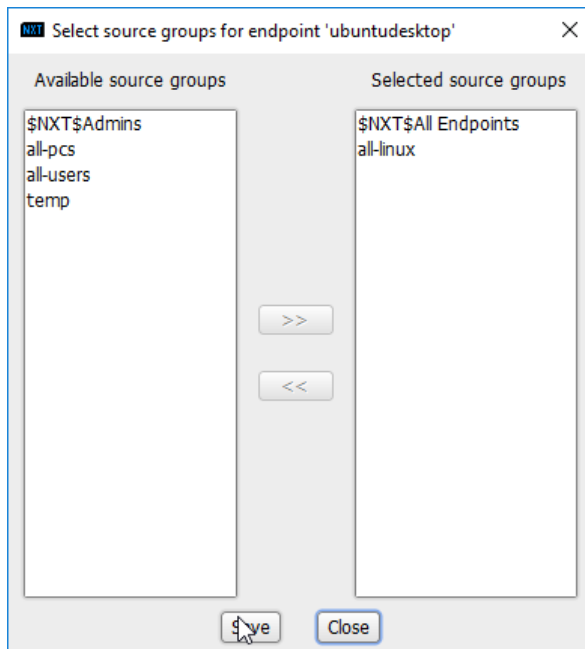 NXT Select source groups for endpoint 'ubuntudesktop'
Available source groups
$NXT$Admins
all-pcs
all-users
temp
>>
<<
Selected source groups
$NXT$All Endpoints
all-linux
Close